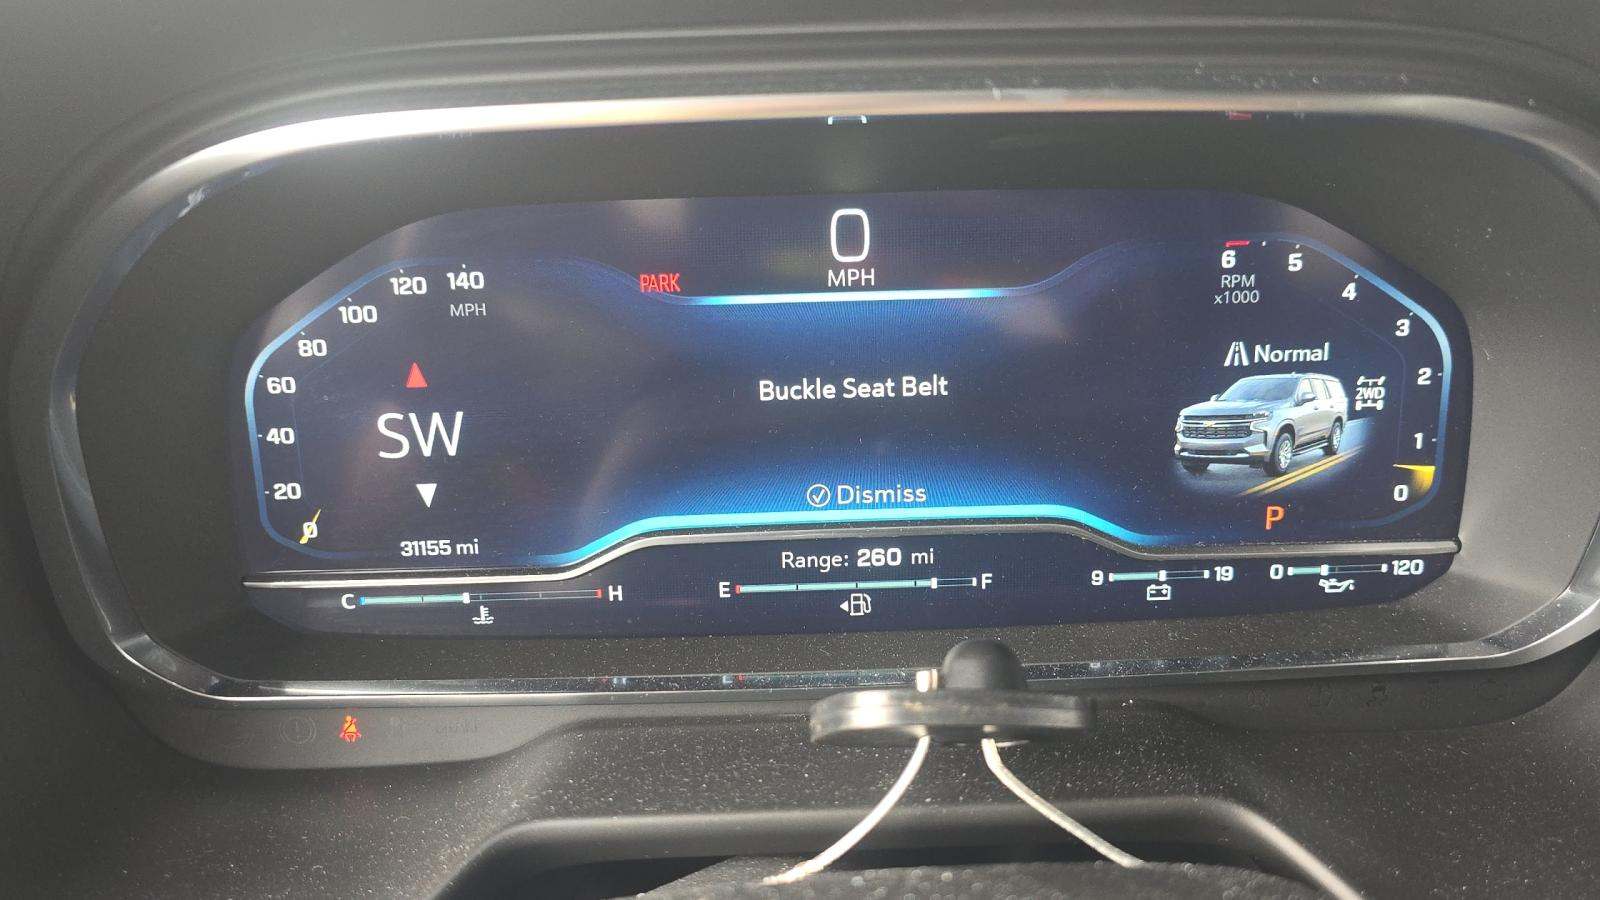 0
MPH
PARK
120 140
MPH
100
80
60
40
20
0
SW
31155 mi
Buckle Seat Belt
Dismiss
6
5
4
3
2
1
0
RPM
x1000
Normal
2WD
P
Range: 260 mi
C H
E F
9 19
0 120